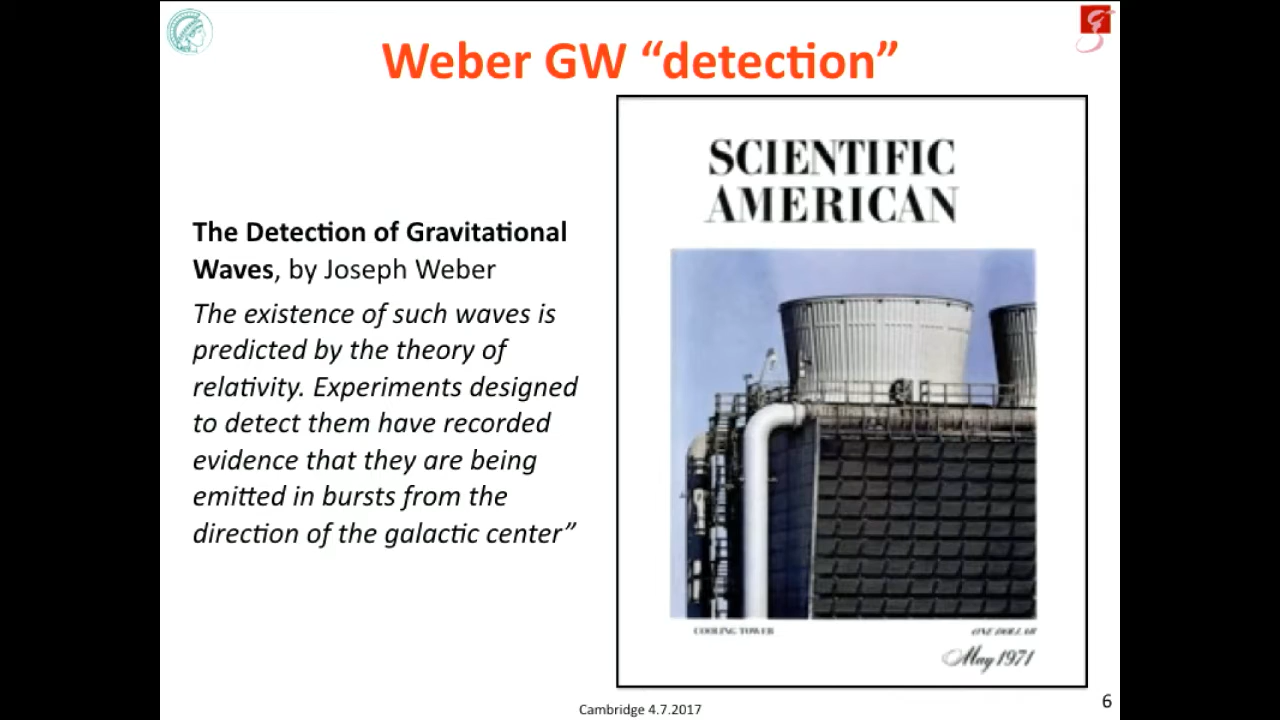 Weber GW “detection”
The Detection of Gravitational
Waves, by Joseph Weber
The existence of such waves is
predicted by the theory of
relativity. Experiments designed
to detect them have recorded
evidence that they are being
emitted in bursts from the
direction of the galactic center”
SCIENTIFIC
AMERICAN
COOLING TOWER
ONE DOLLAR
May 1971
Cambridge 4.7.2017
6